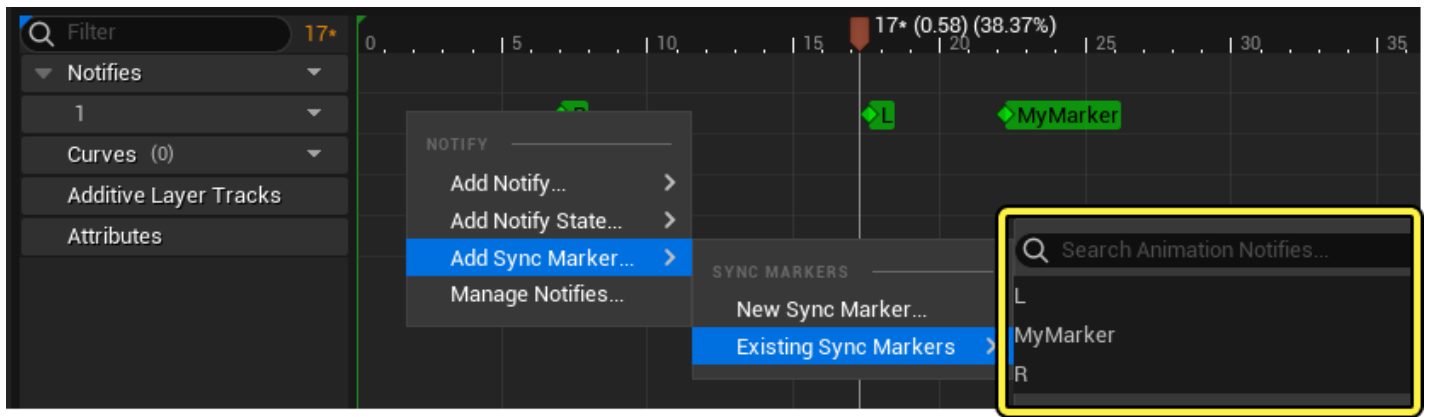 Filter 17*
17* (0.58) (38.37%)
0 5 10 15 20 25 30 35
Notifies
1
L
MyMarker
Curves (0)
Additive Layer Tracks
Attributes
NOTIFY
Add Notify...
Add Notify State...
Add Sync Marker...
Manage Notifies...
SYNC MARKERS
New Sync Marker...
Existing Sync Markers
Search Animation Notifies...
L
MyMarker
R